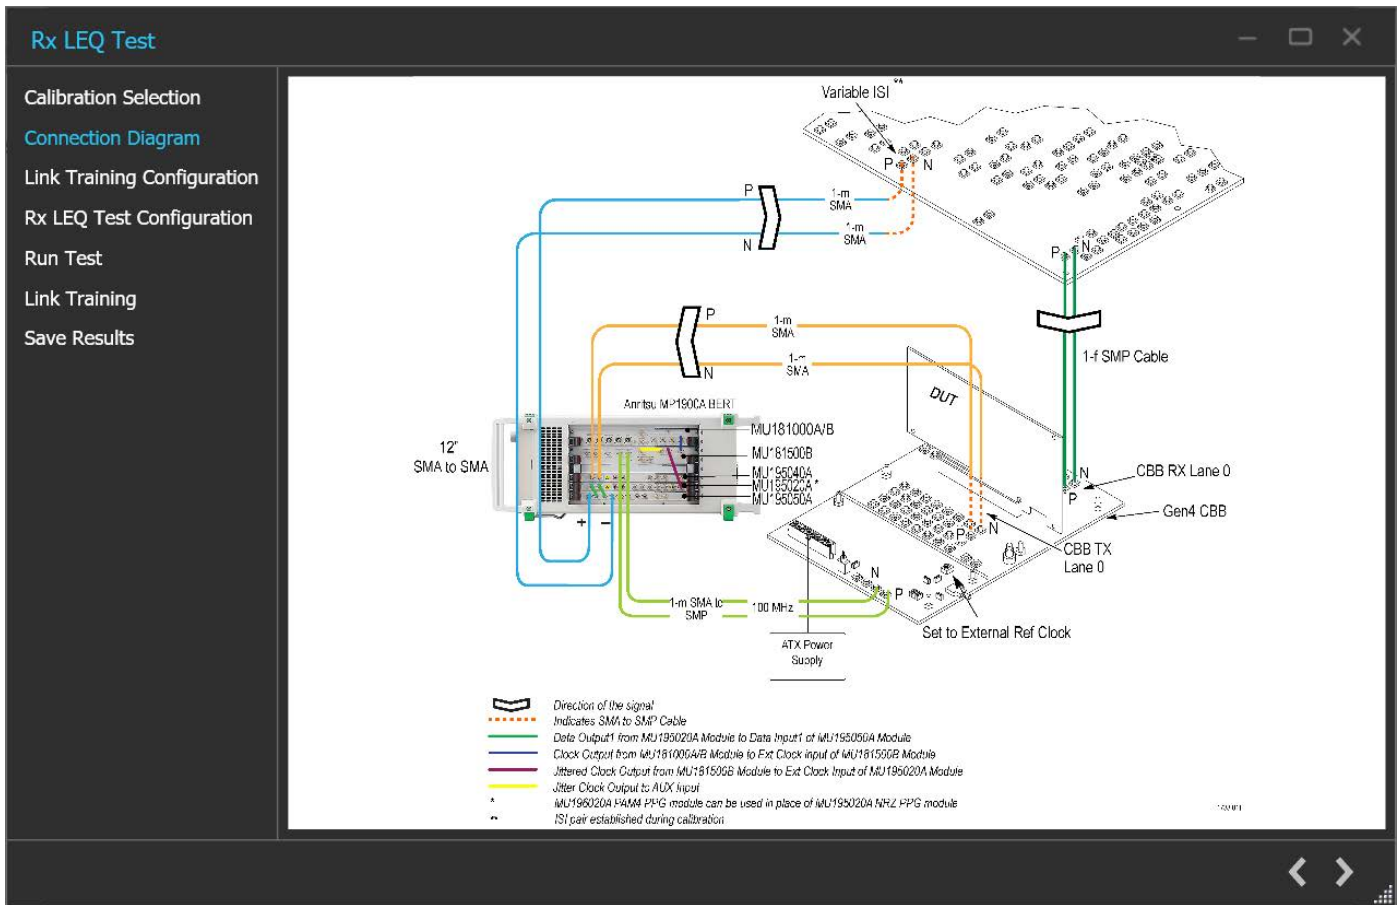 Rx LEQ Test
Calibration Selection
Connection Diagram
Link Training Configuration
Rx LEQ Test Configuration
Run Test
Link Training
Save Results
Variable ISI **
P N
P
1-m
SMA
N
1-m
SMA
P N
P
1-m
SMA
N
1-m
SMA
1-f SMP Cable
DUT
Anritsu MP1900A BERT
12"
SMA to SMA
MU181000A/B
MU181500B
MU195040A
MU195020A *
MU195050A
+ −
N
P
CBB RX Lane 0
Gen4 CBB
P N
CBB TX
Lane 0
N
P
1-m SMA to
SMP
100 MHz
Set to External Ref Clock
ATX Power
Supply
Direction of the signal
Indicates SMA to SMP Cable
Data Output1 from MU195020A Module to Data Input1 of MU195050A Module
Clock Output from MU181000A/B Module to Ext Clock input of MU181500B Module
Jittered Clock Output from MU181500B Module to Ext Clock Input of MU195020A Module
Jitter Clock Output to AUX Input
* MU196020A PAM4 PPG module can be used in place of MU195020A NRZ PPG module
** ISI pair established during calibration